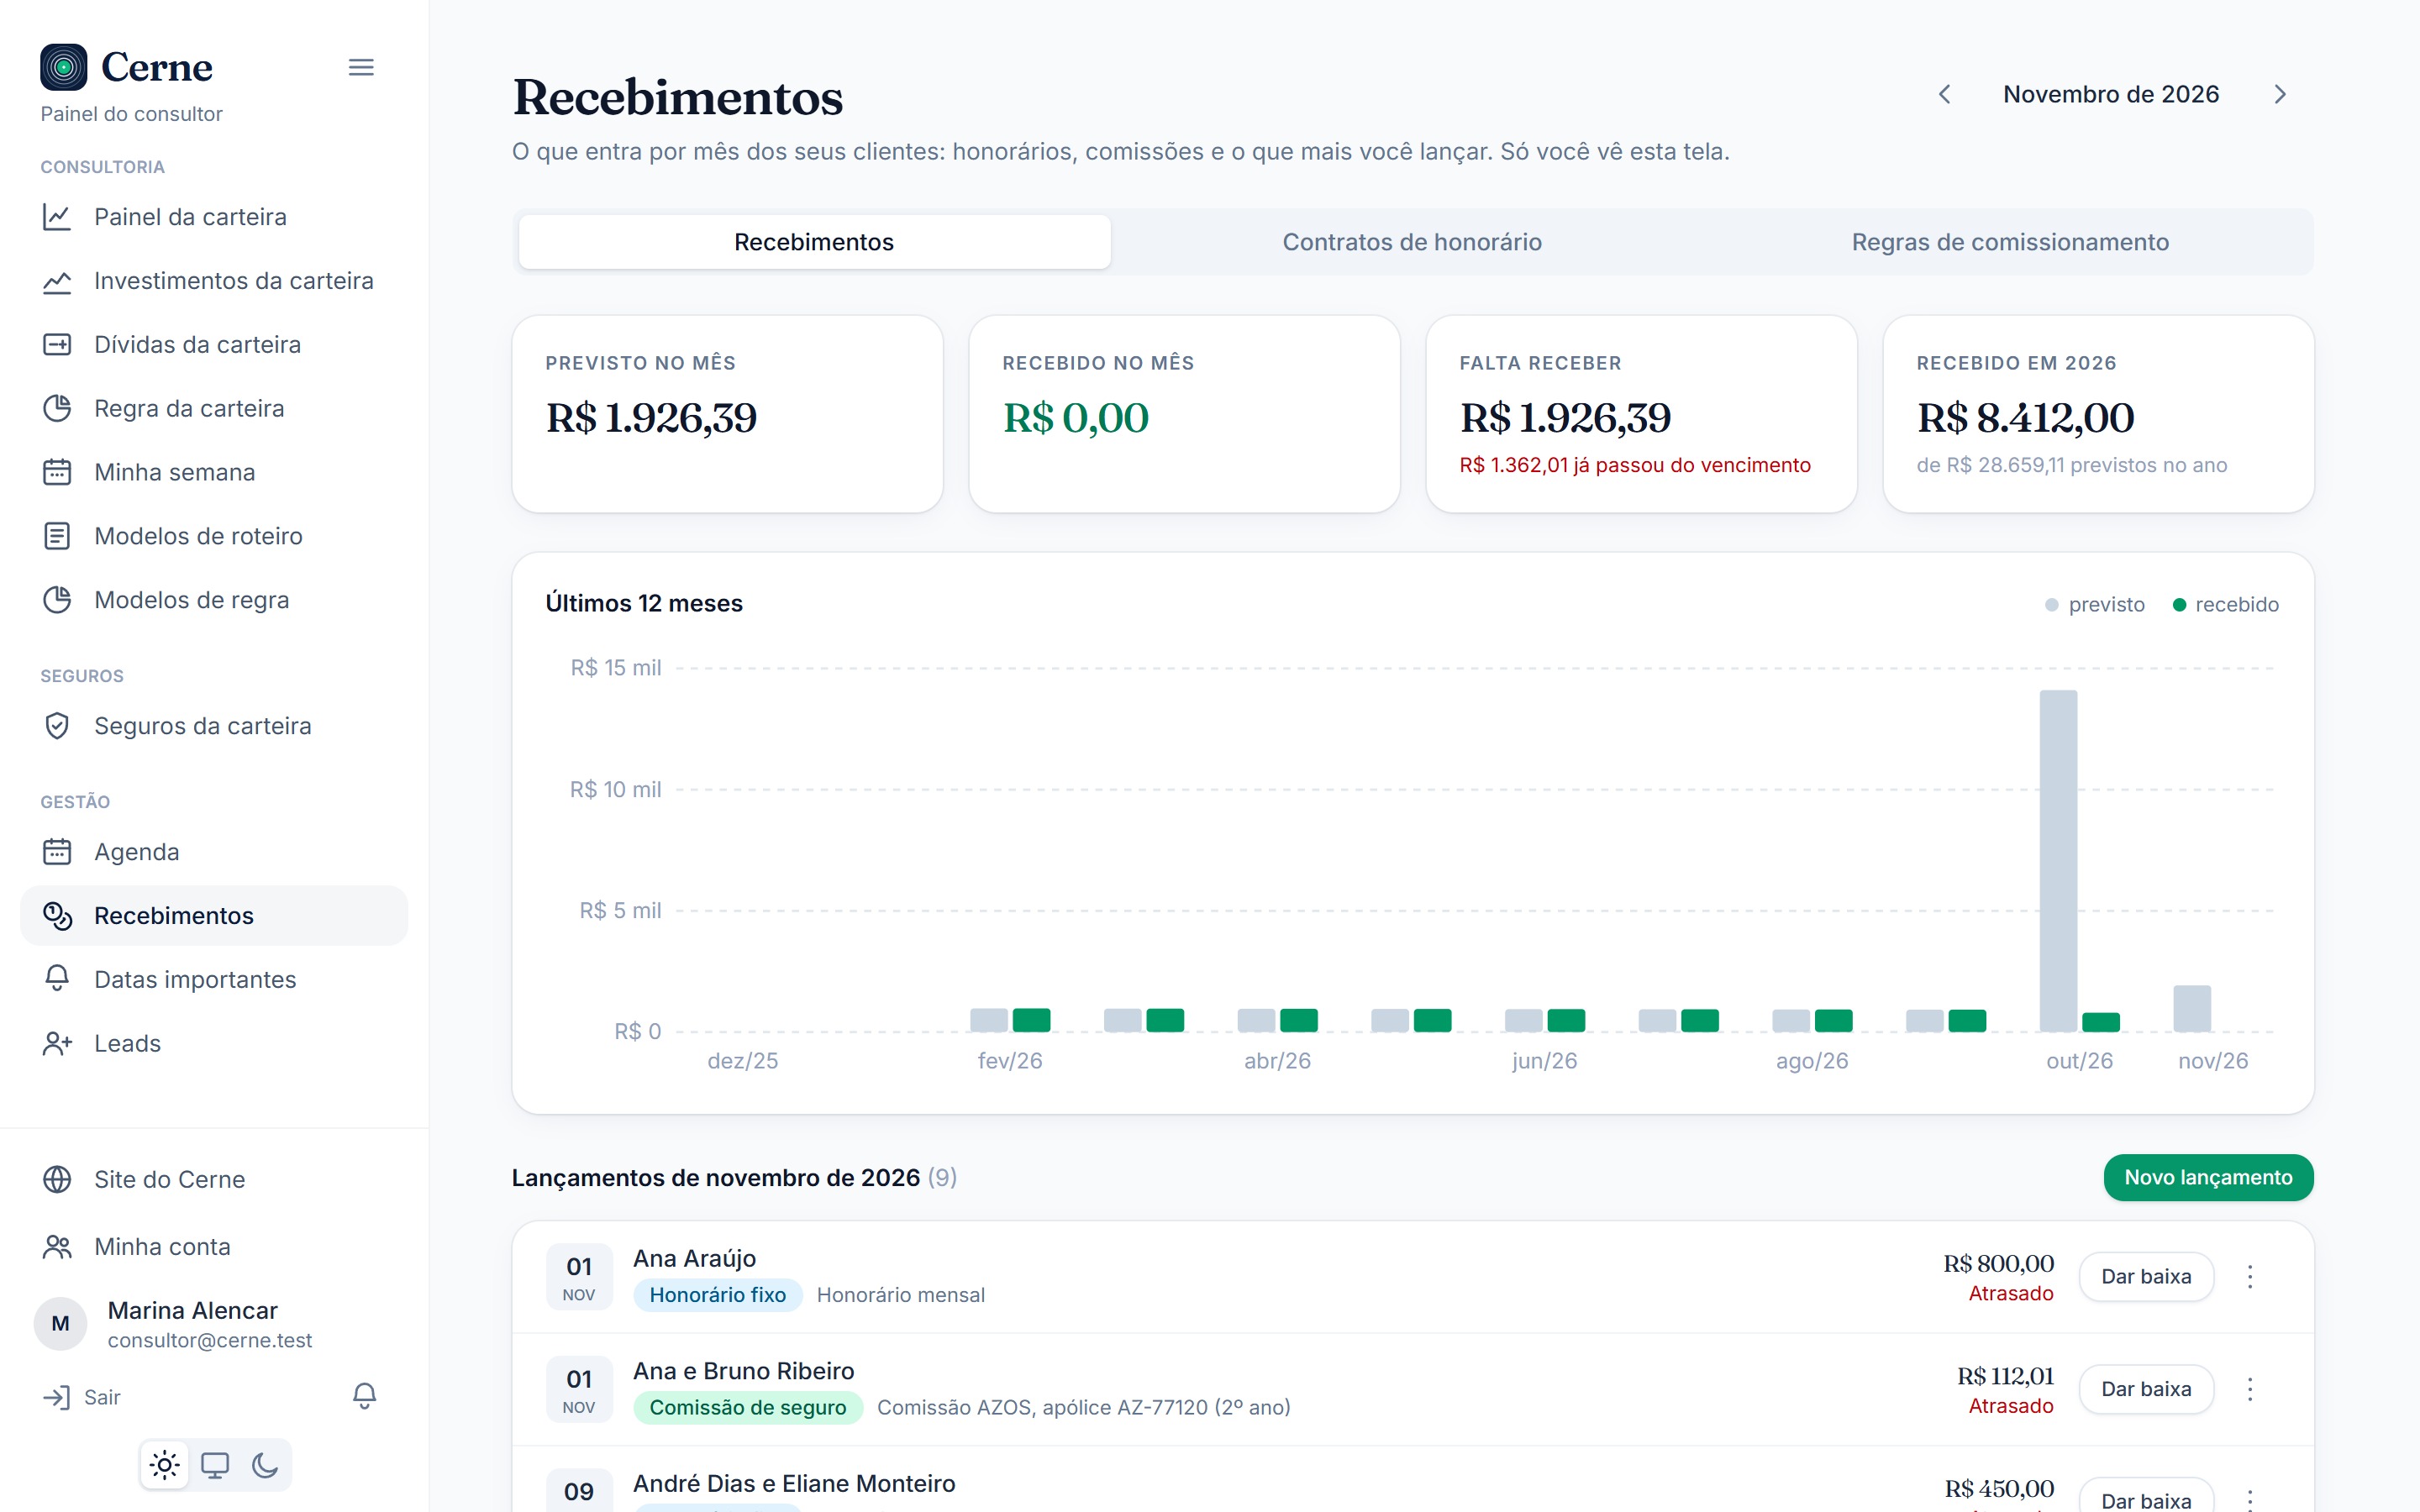 Cerne
Painel do consultor
CONSULTORIA
Painel da carteira
Investimentos da carteira
Dívidas da carteira
Regra da carteira
Minha semana
Modelos de roteiro
Modelos de regra
SEGUROS
Seguros da carteira
GESTÃO
Agenda
Recebimentos
Datas importantes
Leads
Site do Cerne
Minha conta
M
Marina Alencar
consultor@cerne.test
Sair
Recebimentos
Novembro de 2026
O que entra por mês dos seus clientes: honorários, comissões e o que mais você lançar. Só você vê esta tela.
Recebimentos
Contratos de honorário
Regras de comissionamento
PREVISTO NO MÊS
R$ 1.926,39
RECEBIDO NO MÊS
R$ 0,00
FALTA RECEBER
R$ 1.926,39
R$ 1.362,01 já passou do vencimento
RECEBIDO EM 2026
R$ 8.412,00
de R$ 28.659,11 previstos no ano
Últimos 12 meses
previsto
recebido
R$ 15 mil
R$ 10 mil
R$ 5 mil
R$ 0
dez/25
fev/26
abr/26
jun/26
ago/26
out/26
nov/26
Lançamentos de novembro de 2026 (9)
Novo lançamento
01 NOV
Ana Araújo
Honorário fixo
Honorário mensal
R$ 800,00
Atrasado
Dar baixa
01 NOV
Ana e Bruno Ribeiro
Comissão de seguro
Comissão AZOS, apólice AZ-77120 (2º ano)
R$ 112,01
Atrasado
Dar baixa
09
André Dias e Eliane Monteiro
R$ 450,00
Dar baixa